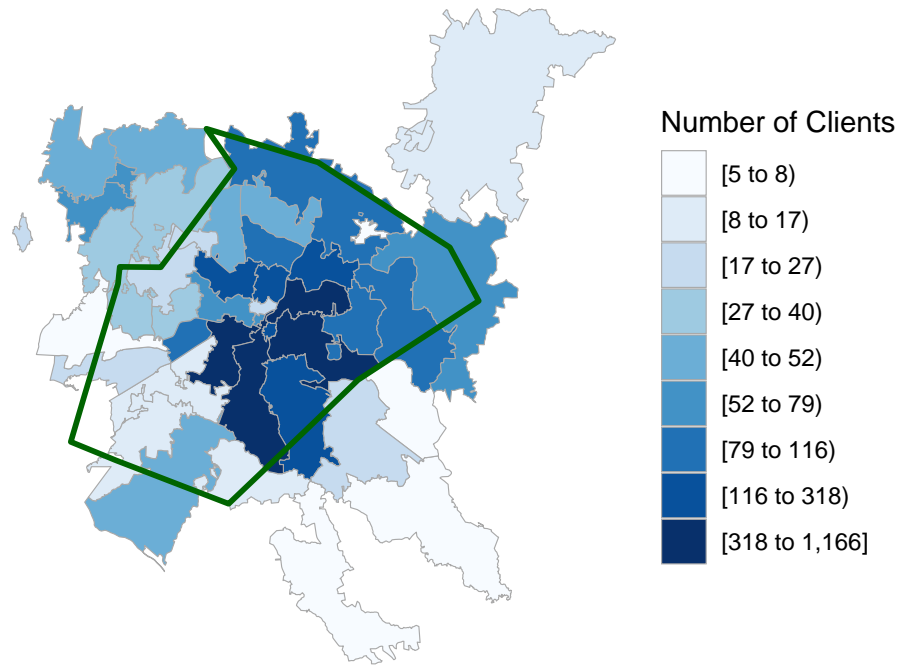 Number of Clients
[5 to 8)
[8 to 17)
[17 to 27)
[27 to 40)
[40 to 52)
[52 to 79)
[79 to 116)
[116 to 318)
[318 to 1,166]